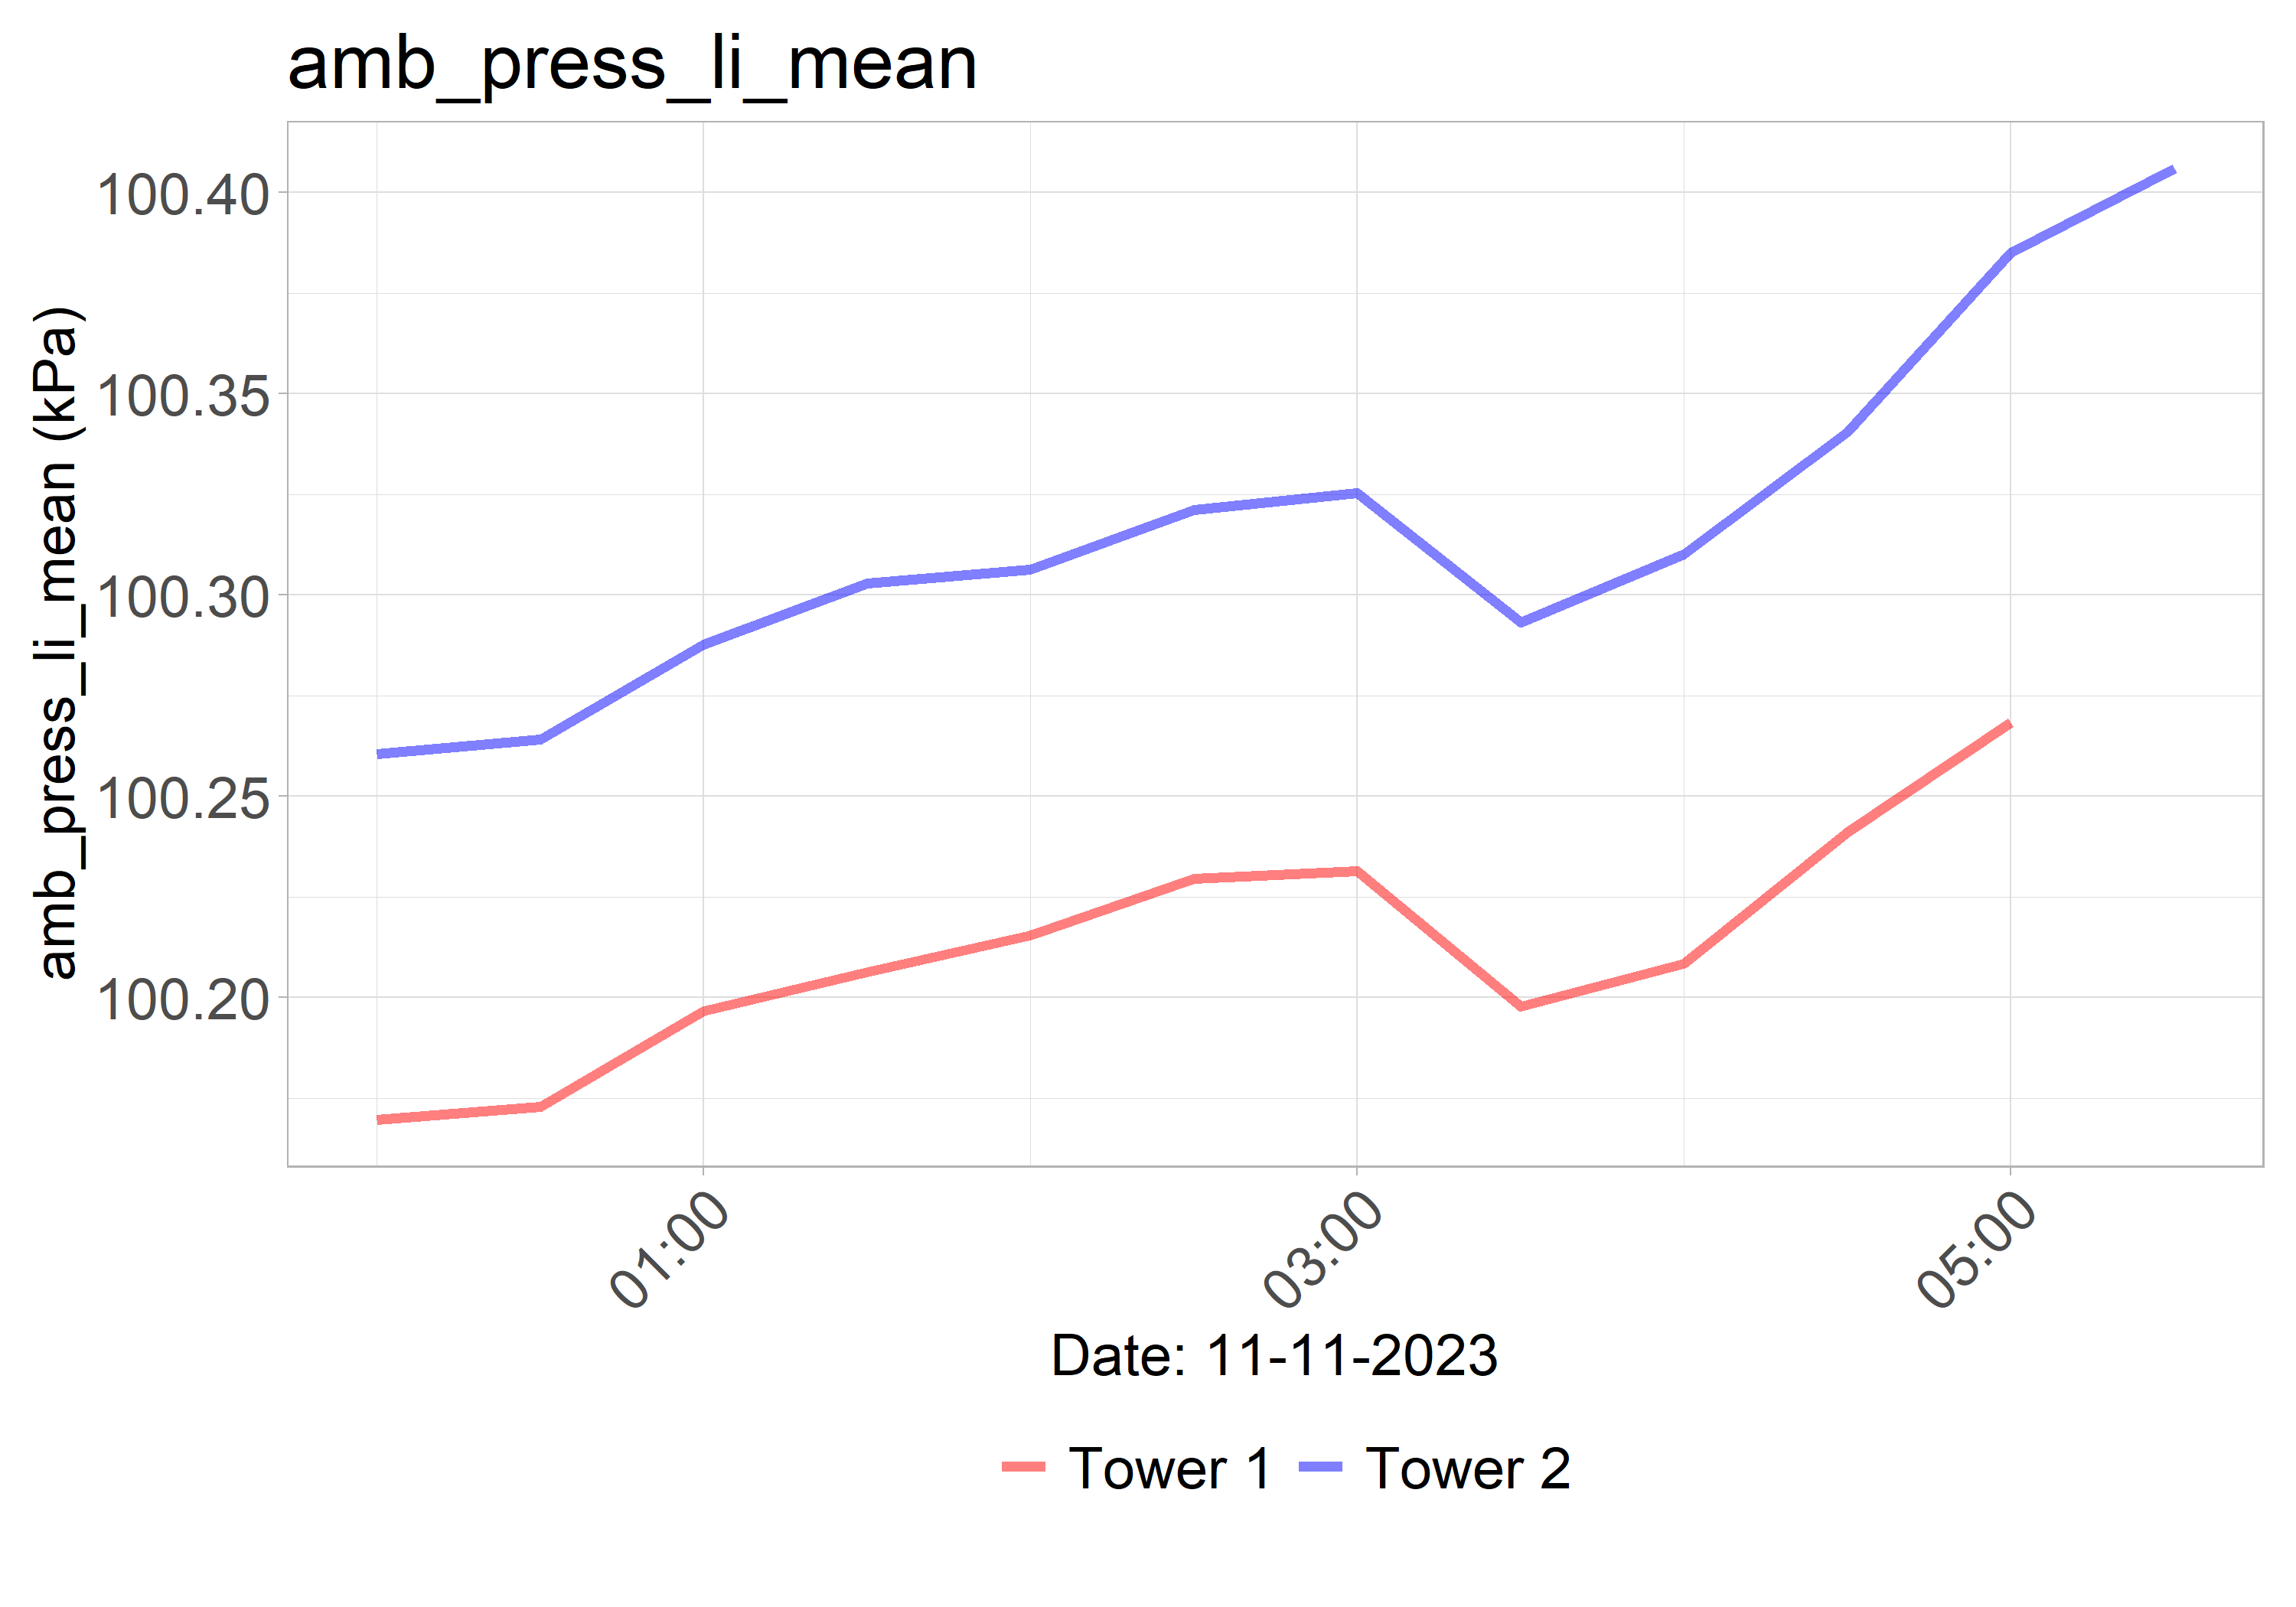 amb_press_li_mean
amb_press_li_mean (kPa)
100.40
100.35
100.30
100.25
100.20
01:00
03:00
05:00
Date: 11-11-2023
Tower 1
Tower 2